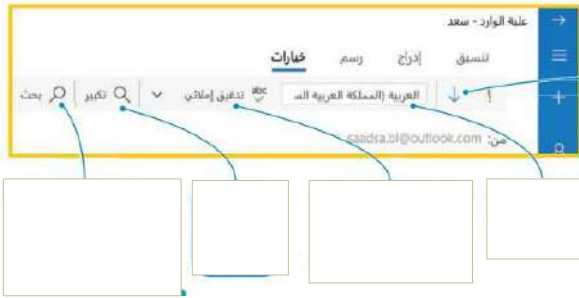 علبة الوارد - سعد
تنسيق إدراج رسم خيارات
! العربية (المملكة العربية الس abc تدقيق إملائي تكبير بحث
من: saadsa.bl@outlook.com